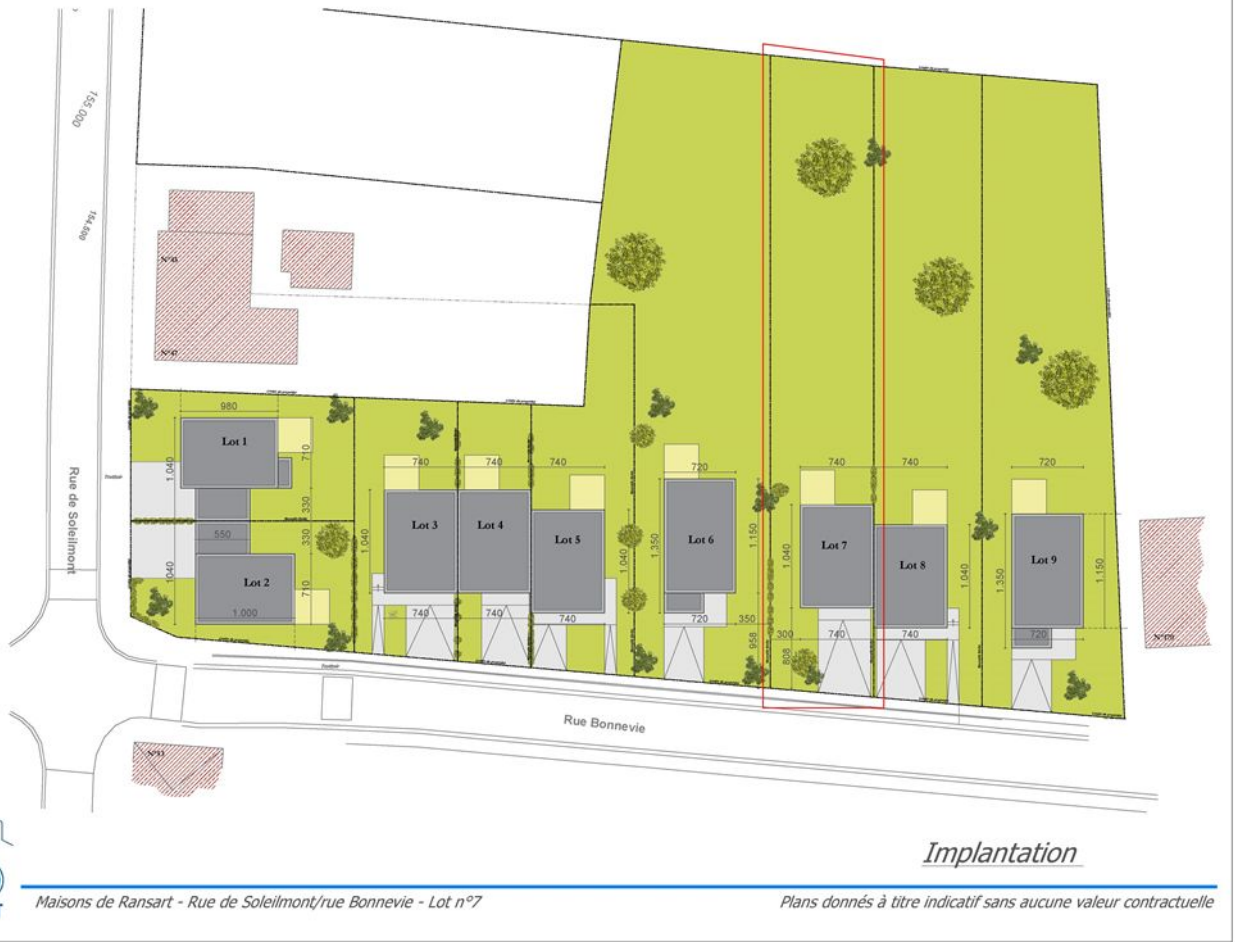 155.000
154.500
N°45
N°47
980
Lot 1
1.040
710
330
Rue de Soleilmont
Trottoir
550
330
1040
Lot 2
710
1.000
740
740
740
Lot 3
Lot 4
Lot 5
1.040
1.040
740
740
740
720
Lot 6
1.350
1.150
720
350
958
740
740
Lot 7
Lot 8
1.040
1.040
300
740
740
808
720
Lot 9
1.350
1.150
720
Trottoir
Rue Bonnevie
Implantation
Maisons de Ransart - Rue de Soleilmont/rue Bonnevie - Lot n°7
Plans donnés à titre indicatif sans aucune valeur contractuelle